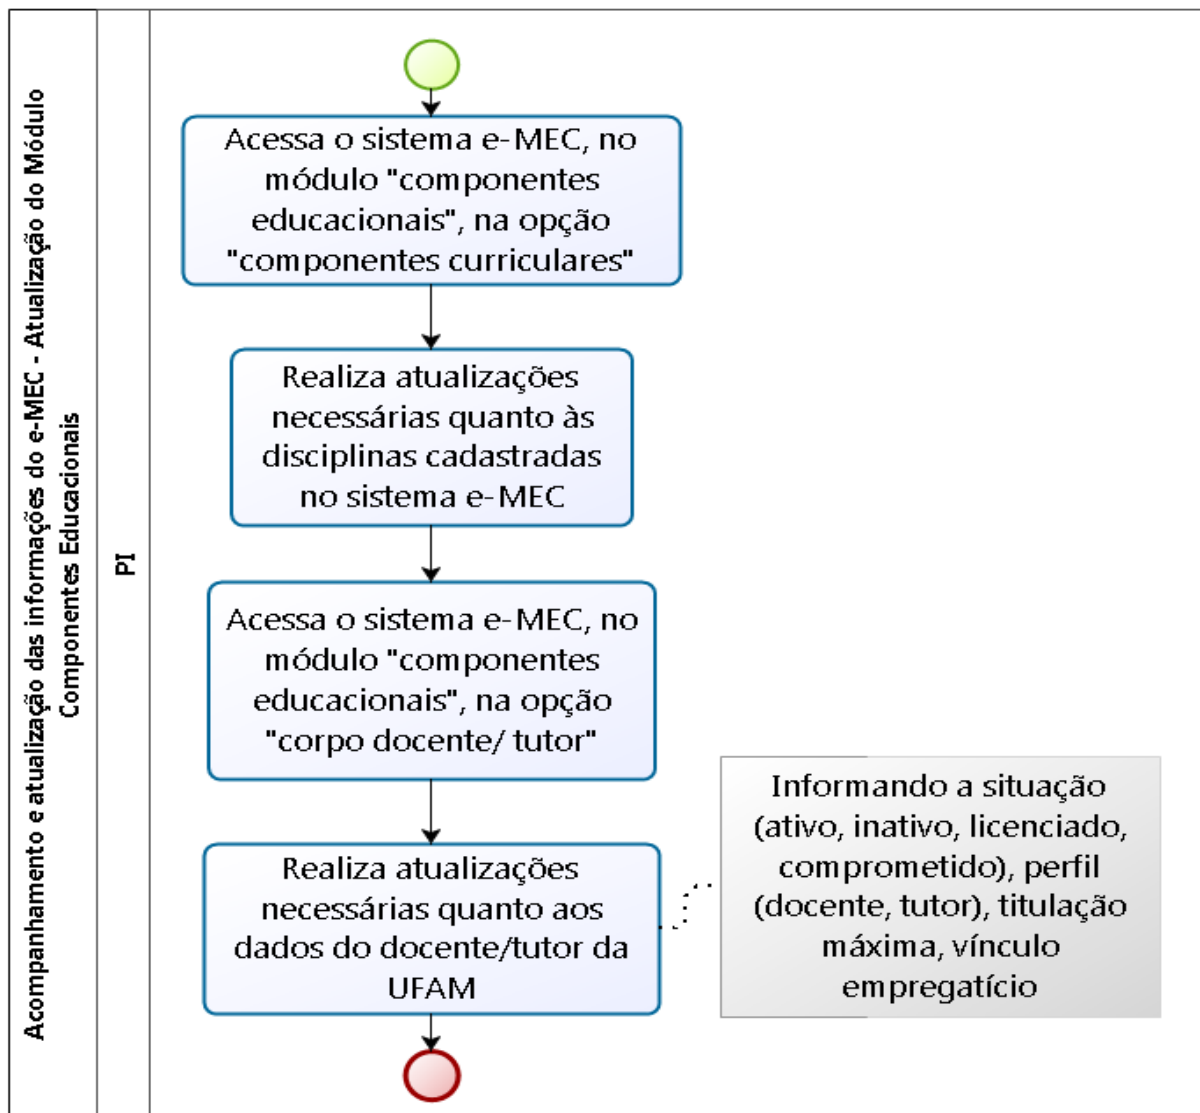 Acompanhamento e atualização das informações do e-MEC - Atualização do Módulo
Componentes Educacionais
PI
Acessa o sistema e-MEC, no
módulo "componentes
educacionais", na opção
"componentes curriculares"
Realiza atualizações
necessárias quanto às
disciplinas cadastradas
no sistema e-MEC
Acessa o sistema e-MEC, no
módulo "componentes
educacionais", na opção
"corpo docente/ tutor"
Realiza atualizações
necessárias quanto aos
dados do docente/tutor da
UFAM
Informando a situação
(ativo, inativo, licenciado,
comprometido), perfil
(docente, tutor), titulação
máxima, vínculo
empregatício